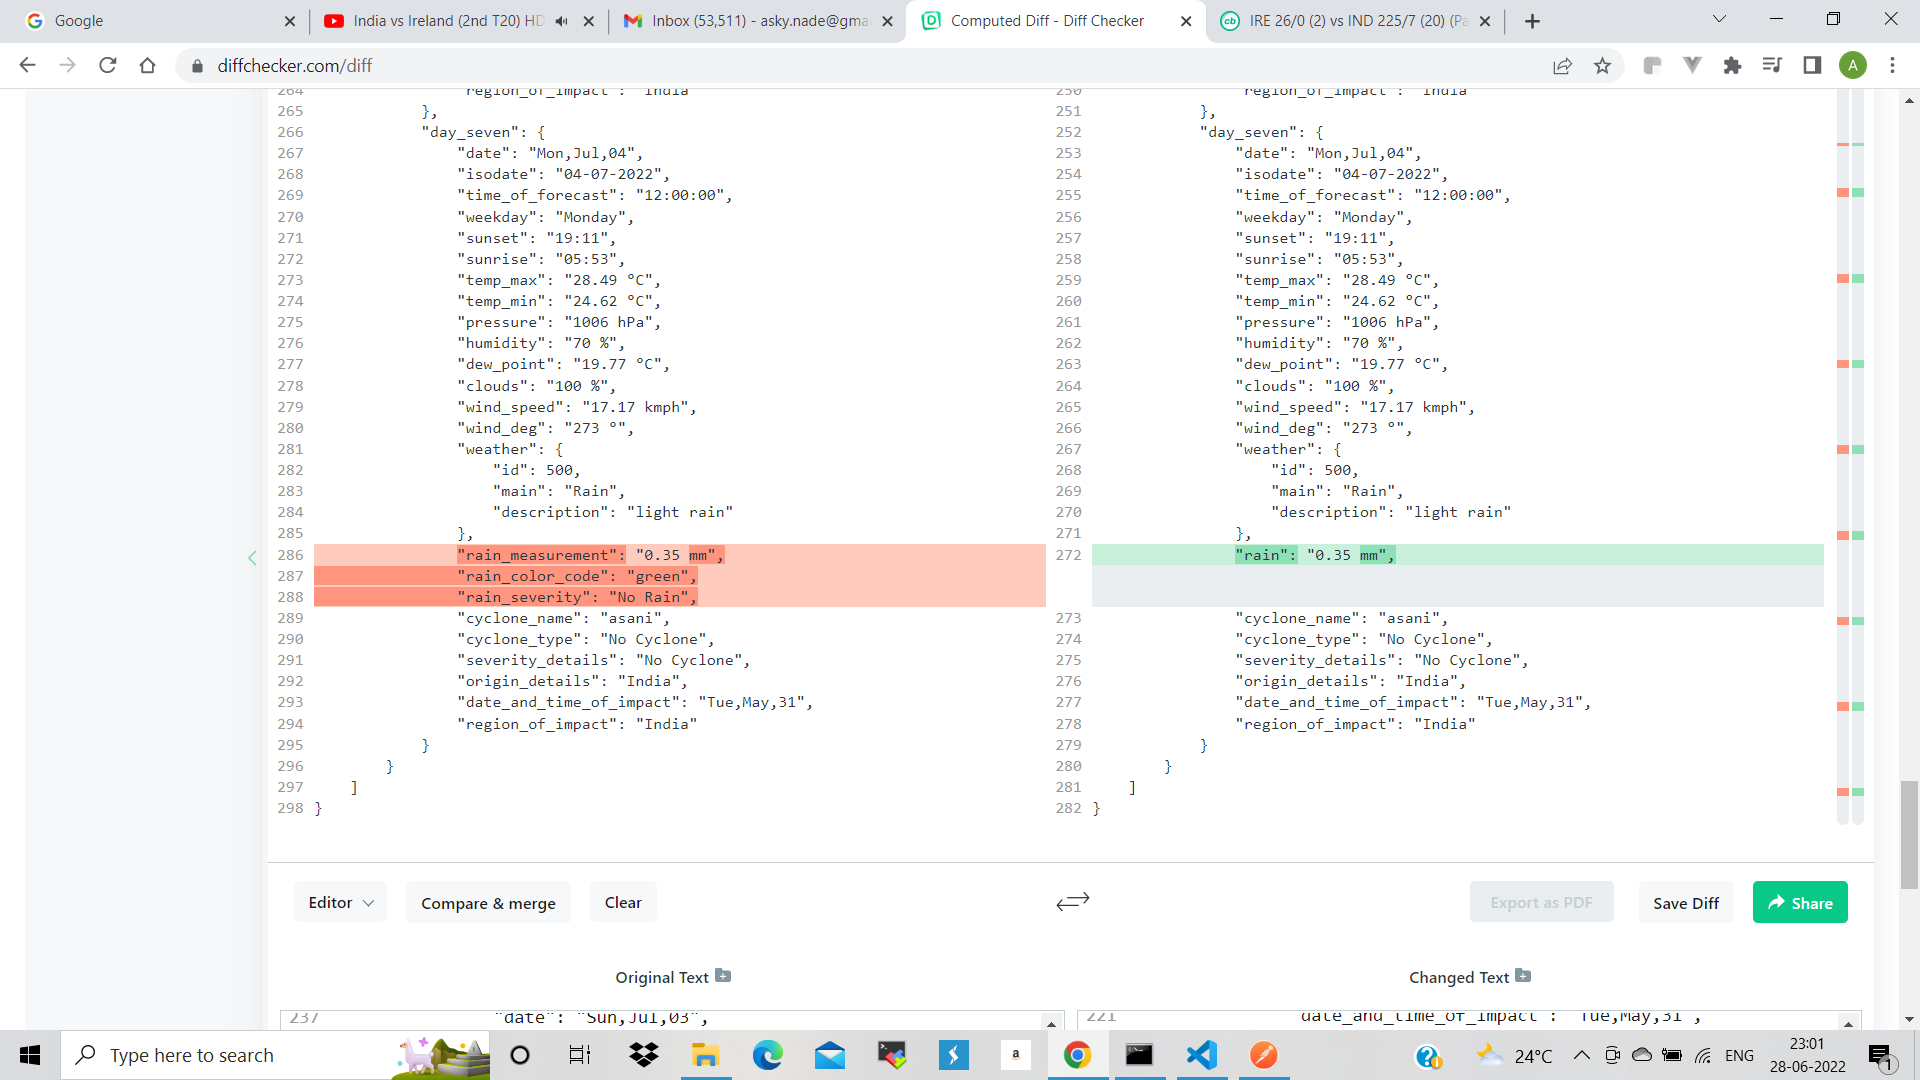 Google
India vs Ireland (2nd T20) HD
Inbox (53,511) - asky.nade@gma
Computed Diff - Diff Checker
IRE 26/0 (2) vs IND 225/7 (20) (Pa
diffchecker.com/diff
A
264 "region_of_impact": "India"
265 },
266 "day_seven": {
267 "date": "Mon,Jul,04",
268 "isodate": "04-07-2022",
269 "time_of_forecast": "12:00:00",
270 "weekday": "Monday",
271 "sunset": "19:11",
272 "sunrise": "05:53",
273 "temp_max": "28.49 °C",
274 "temp_min": "24.62 °C",
275 "pressure": "1006 hPa",
276 "humidity": "70 %",
277 "dew_point": "19.77 °C",
278 "clouds": "100 %",
279 "wind_speed": "17.17 kmph",
280 "wind_deg": "273 °",
281 "weather": {
282 "id": 500,
283 "main": "Rain",
284 "description": "light rain"
285 },
286 "rain_measurement": "0.35 mm",
287 "rain_color_code": "green",
288 "rain_severity": "No Rain",
289 "cyclone_name": "asani",
290 "cyclone_type": "No Cyclone",
291 "severity_details": "No Cyclone",
292 "origin_details": "India",
293 "date_and_time_of_impact": "Tue,May,31",
294 "region_of_impact": "India"
295 }
296 }
297 ]
298 }
250 "region_of_impact": "India"
251 },
252 "day_seven": {
253 "date": "Mon,Jul,04",
254 "isodate": "04-07-2022",
255 "time_of_forecast": "12:00:00",
256 "weekday": "Monday",
257 "sunset": "19:11",
258 "sunrise": "05:53",
259 "temp_max": "28.49 °C",
260 "temp_min": "24.62 °C",
261 "pressure": "1006 hPa",
262 "humidity": "70 %",
263 "dew_point": "19.77 °C",
264 "clouds": "100 %",
265 "wind_speed": "17.17 kmph",
266 "wind_deg": "273 °",
267 "weather": {
268 "id": 500,
269 "main": "Rain",
270 "description": "light rain"
271 },
272 "rain": "0.35 mm",
273 "cyclone_name": "asani",
274 "cyclone_type": "No Cyclone",
275 "severity_details": "No Cyclone",
276 "origin_details": "India",
277 "date_and_time_of_impact": "Tue,May,31",
278 "region_of_impact": "India"
279 }
280 }
281 ]
282 }
Editor
Compare & merge
Clear
Export as PDF
Save Diff
Share
Original Text
Changed Text
237 "date": "Sun,Jul,03",
221 "date_and_time_of_impact": "Tue,May,31",
Type here to search
a
24°C
ENG
23:01
28-06-2022
1